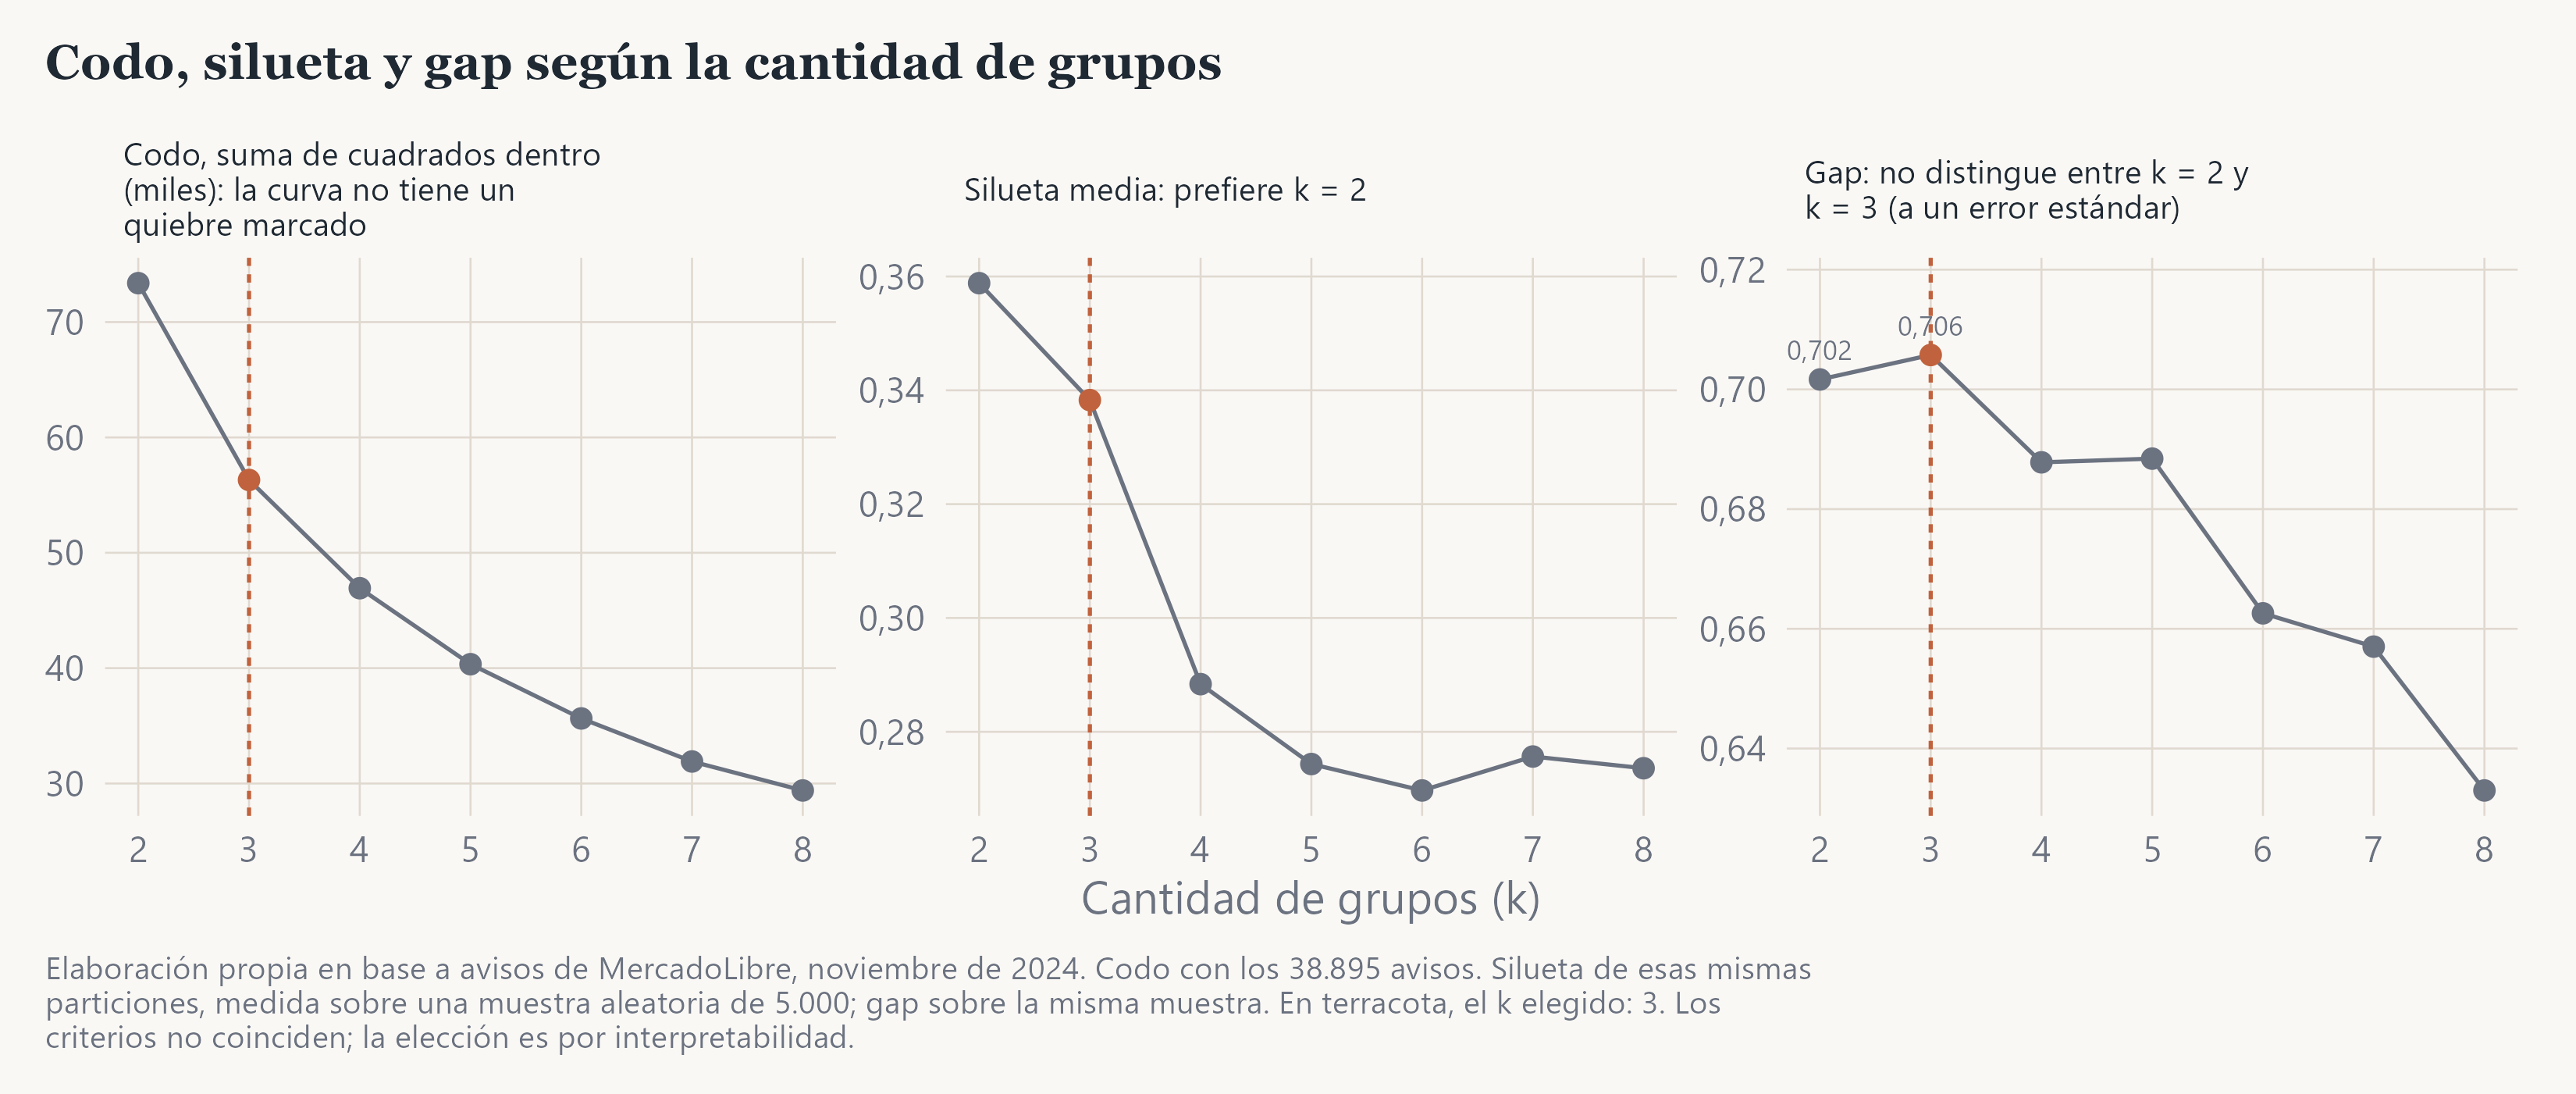 Codo, silueta y gap según la cantidad de grupos
Codo, suma de cuadrados dentro
(miles): la curva no tiene un
quiebre marcado
70
60
50
40
30
2 3 4 5 6 7 8
Silueta media: prefiere k = 2
0,36
0,34
0,32
0,30
0,28
2 3 4 5 6 7 8
Gap: no distingue entre k = 2 y
k = 3 (a un error estándar)
0,72
0,70
0,68
0,66
0,64
0,702
0,706
2 3 4 5 6 7 8
Cantidad de grupos (k)
Elaboración propia en base a avisos de MercadoLibre, noviembre de 2024. Codo con los 38.895 avisos. Silueta de esas mismas
particiones, medida sobre una muestra aleatoria de 5.000; gap sobre la misma muestra. En terracota, el k elegido: 3. Los
criterios no coinciden; la elección es por interpretabilidad.